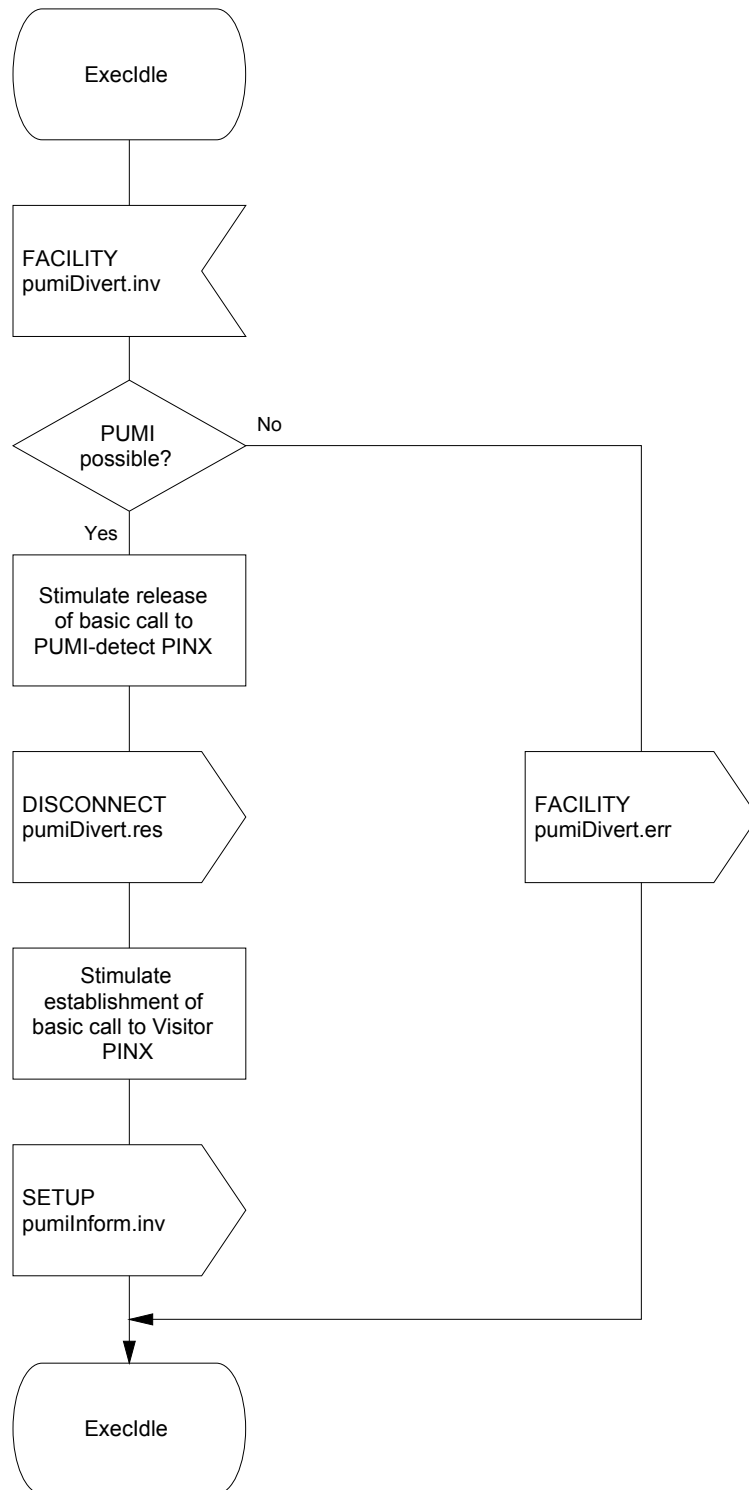 ExecIdle
FACILITY
pumiDivert.inv
PUMI
possible?
No
Yes
Stimulate release
of basic call to
PUMI-detect PINX
DISCONNECT
pumiDivert.res
FACILITY
pumiDivert.err
Stimulate
establishment of
basic call to Visitor
PINX
SETUP
pumiInform.inv
ExecIdle